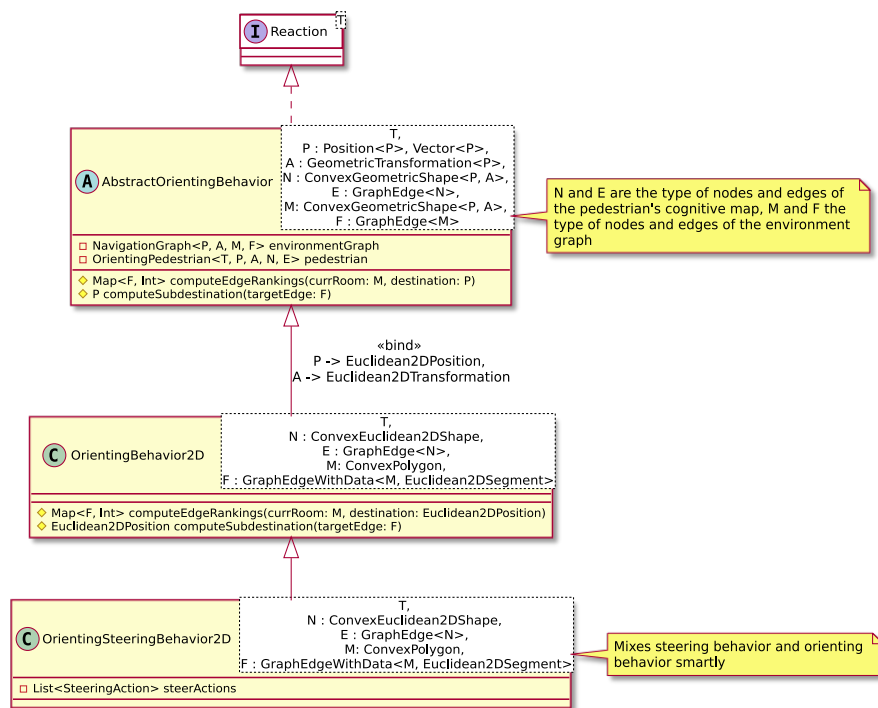 I Reaction T
T,
P : Position<P>, Vector<P>,
A : GeometricTransformation<P>,
N : ConvexGeometricShape<P, A>,
E : GraphEdge<N>,
M: ConvexGeometricShape<P, A>,
F : GraphEdge<M>
A AbstractOrientingBehavior
NavigationGraph<P, A, M, F> environmentGraph
OrientingPedestrian<T, P, A, N, E> pedestrian
Map<F, Int> computeEdgeRankings(currRoom: M, destination: P)
P computeSubdestination(targetEdge: F)
N and E are the type of nodes and edges of
the pedestrian's cognitive map, M and F the
type of nodes and edges of the environment
graph
«bind»
P -> Euclidean2DPosition,
A -> Euclidean2DTransformation
T,
N : ConvexEuclidean2DShape,
E : GraphEdge<N>,
M: ConvexPolygon,
F : GraphEdgeWithData<M, Euclidean2DSegment>
C OrientingBehavior2D
Map<F, Int> computeEdgeRankings(currRoom: M, destination: Euclidean2DPosition)
Euclidean2DPosition computeSubdestination(targetEdge: F)
T,
N : ConvexEuclidean2DShape,
E : GraphEdge<N>,
M: ConvexPolygon,
F : GraphEdgeWithData<M, Euclidean2DSegment>
C OrientingSteeringBehavior2D
List<SteeringAction> steerActions
Mixes steering behavior and orienting
behavior smartly